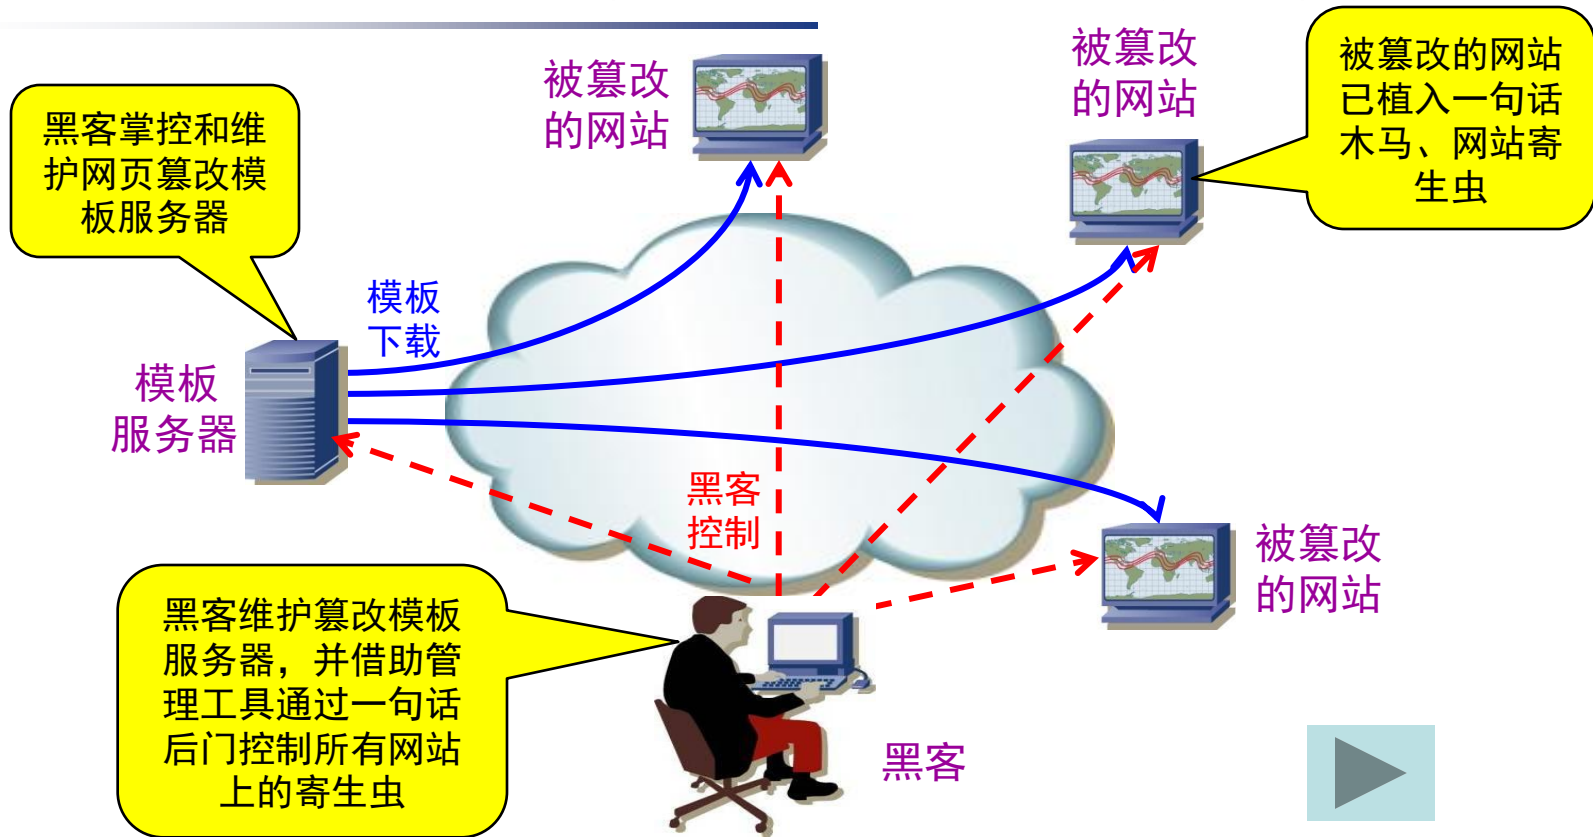 被篡改
的网站
被篡改
的网站
被篡改的网站
已植入一句话
木马、网站寄
生虫
黑客掌控和维
护网页篡改模
板服务器
模板
下载
模板
服务器
黑客
控制
被篡改
的网站
黑客维护篡改模板
服务器，并借助管
理工具通过一句话
后门控制所有网站
上的寄生虫
黑客